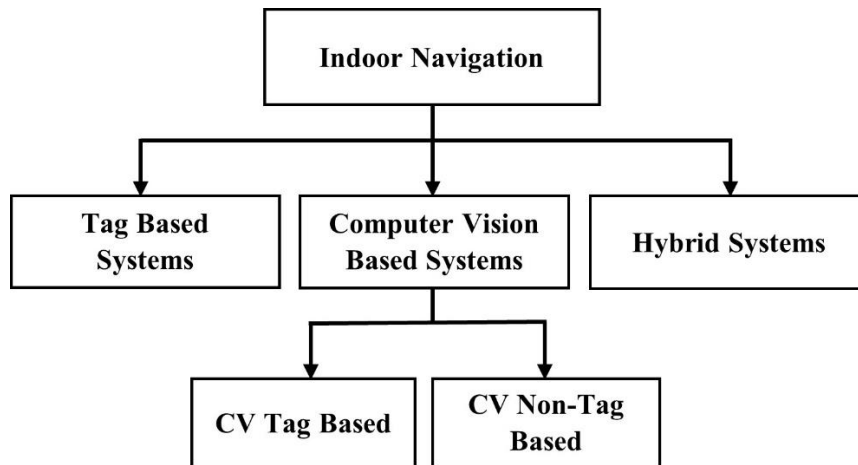 Indoor Navigation
Tag Based
Systems
Computer Vision
Based Systems
Hybrid Systems
CV Tag Based
CV Non-Tag
Based